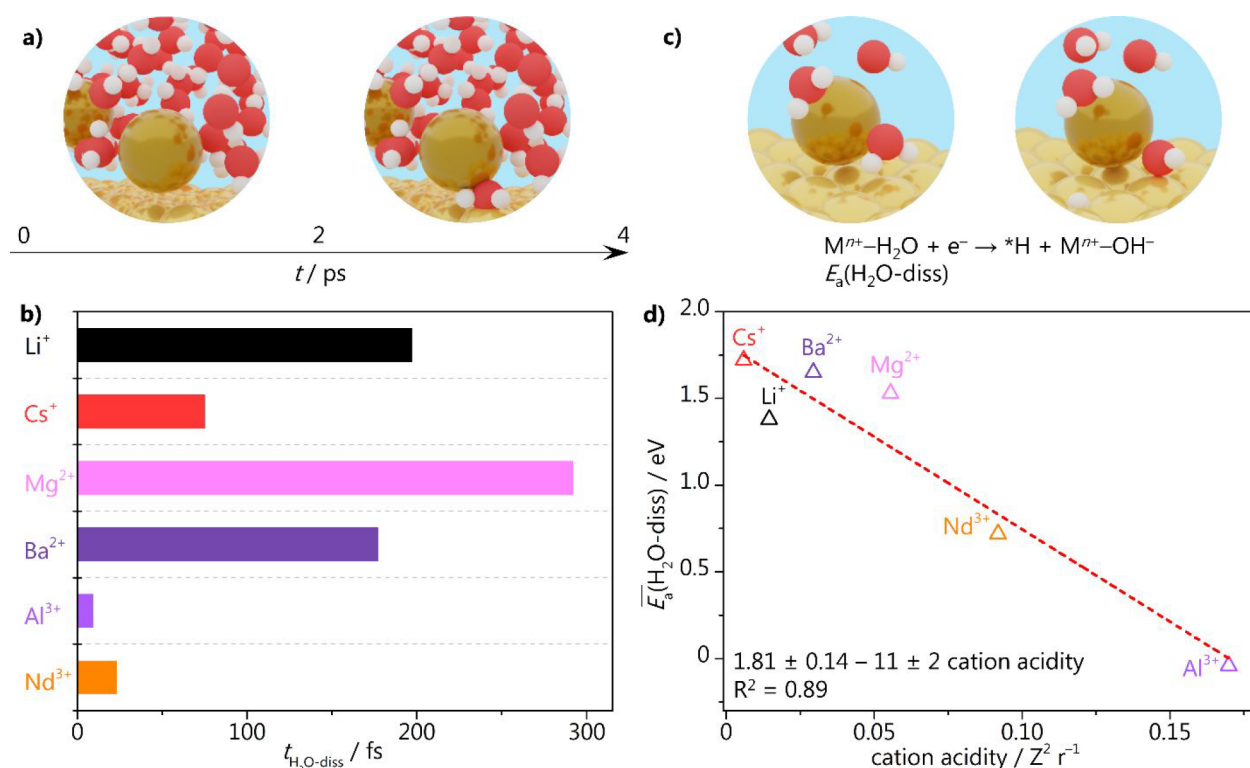 a)
0 2 4
t / ps
c)
Mⁿ⁺–H₂O + e⁻ → *H + Mⁿ⁺–OH⁻
Eₐ(H₂O-diss)
b)
Li⁺
Cs⁺
Mg²⁺
Ba²⁺
Al³⁺
Nd³⁺
0 100 200 300
t_H₂O-diss / fs
d)
2.0
1.5
1.0
0.5
0
E̅ₐ(H₂O-diss) / eV
Cs⁺
Ba²⁺
Mg²⁺
Li⁺
Nd³⁺
Al³⁺
1.81 ± 0.14 – 11 ± 2 cation acidity
R² = 0.89
0.05 0.10 0.15
cation acidity / Z² r⁻¹